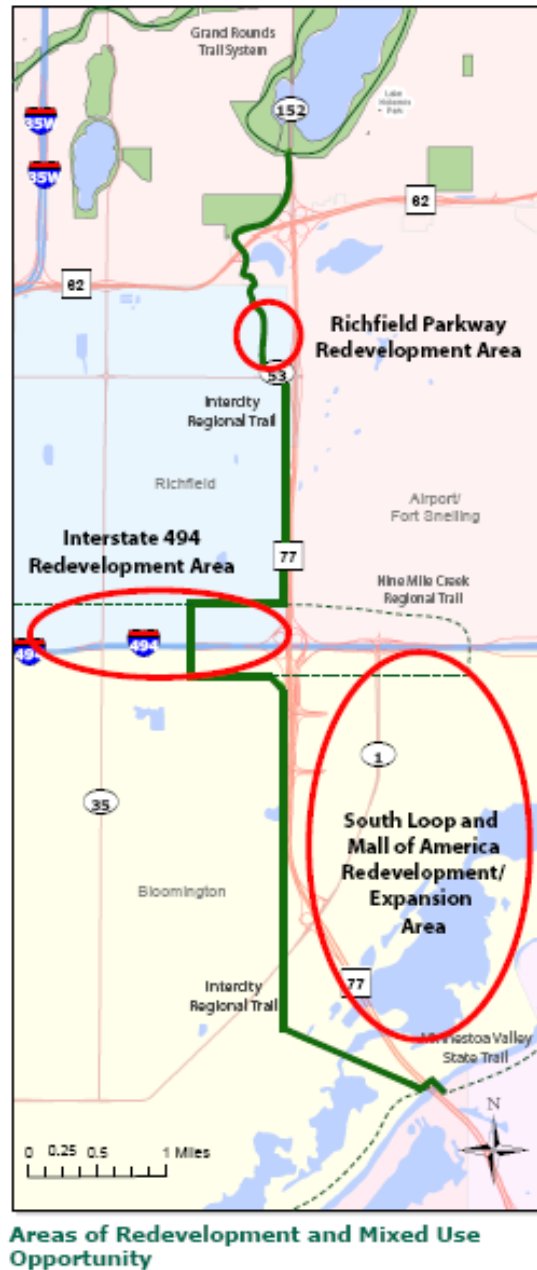 Grand Rounds
Trail System
152
Lake
Nokomis
Park
35W
35W
62
62
Richfield Parkway
Redevelopment Area
53
Intercity
Regional Trail
Richfield
Airport/
Fort Snelling
Interstate 494
Redevelopment Area
77
Nine Mile Creek
Regional Trail
494
494
1
35
South Loop and
Mall of America
Redevelopment/
Expansion
Area
Bloomington
77
Intercity
Regional Trail
Minnestoa Valley
State Trail
N
0 0.25 0.5 1 Miles
Areas of Redevelopment and Mixed Use
Opportunity